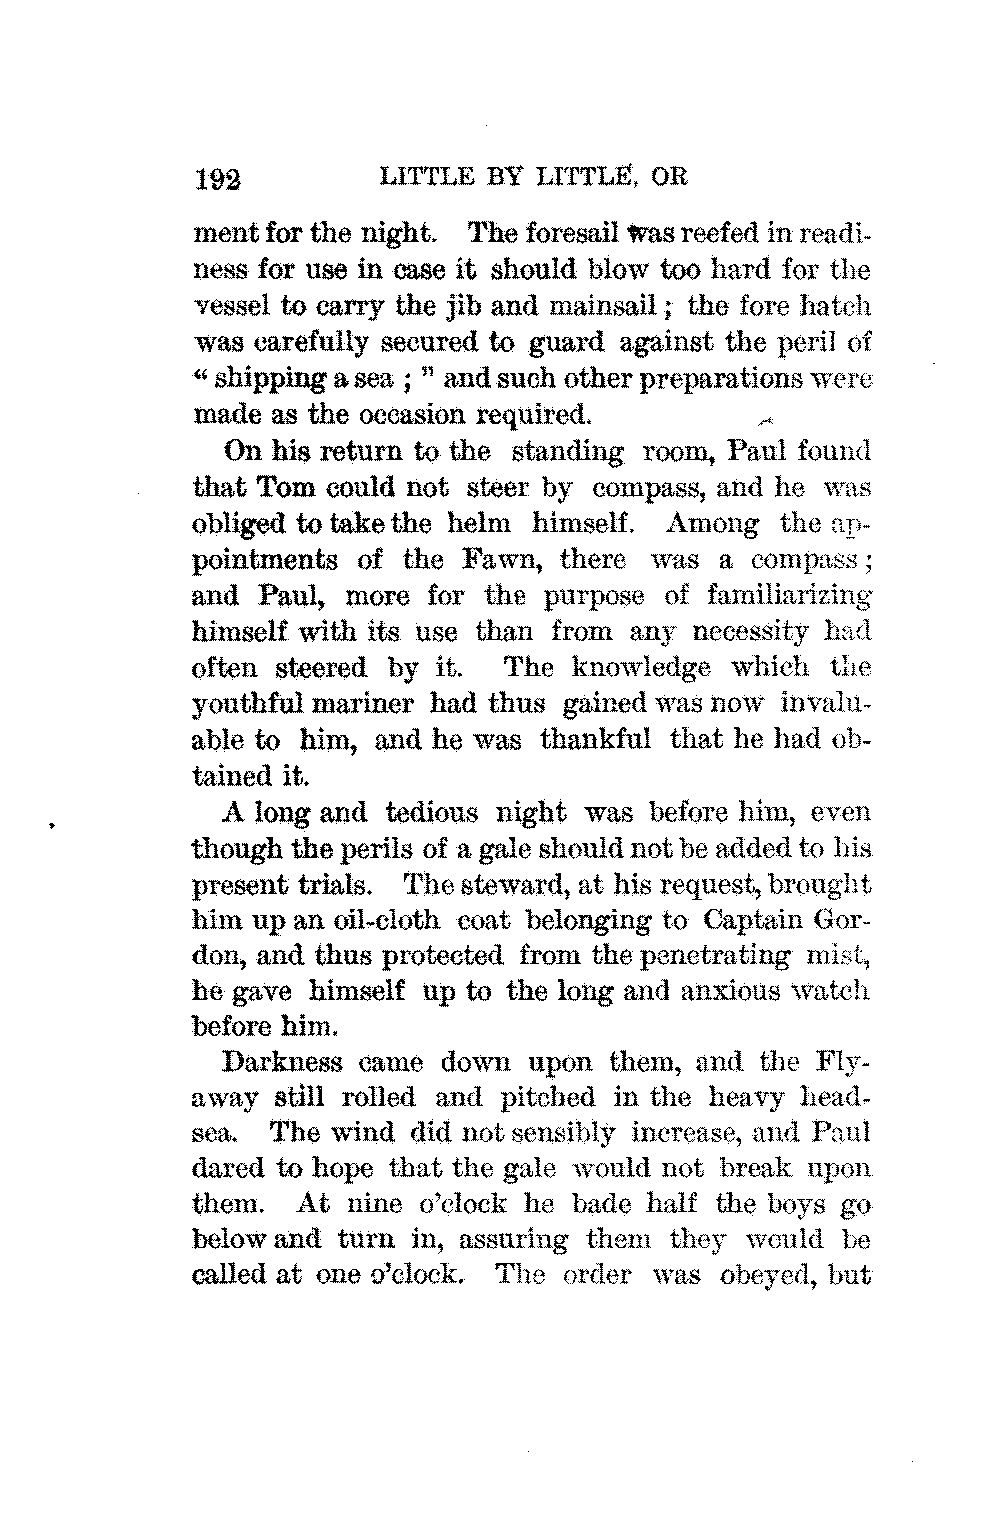 192 LITTLE BY LITTLE, OR
ment for the night. The foresail was reefed in readi-
ness for use in case it should blow too hard for the
vessel to carry the jib and mainsail; the fore hatch
was carefully secured to guard against the peril of
“ shipping a sea ; ” and such other preparations were
made as the occasion required.
On his return to the standing room, Paul found
that Tom could not steer by compass, and he was
obliged to take the helm himself. Among the ap-
pointments of the Fawn, there was a compass;
and Paul, more for the purpose of familiarizing
himself with its use than from any necessity had
often steered by it. The knowledge which the
youthful mariner had thus gained was now invalu-
able to him, and he was thankful that he had ob-
tained it.
A long and tedious night was before him, even
though the perils of a gale should not be added to his
present trials. The steward, at his request, brought
him up an oil-cloth coat belonging to Captain Gor-
don, and thus protected from the penetrating mist,
he gave himself up to the long and anxious watch
before him.
Darkness came down upon them, and the Fly-
away still rolled and pitched in the heavy head-
sea. The wind did not sensibly increase, and Paul
dared to hope that the gale would not break upon
them. At nine o’clock he bade half the boys go
below and turn in, assuring them they would be
called at one o’clock. The order was obeyed, but